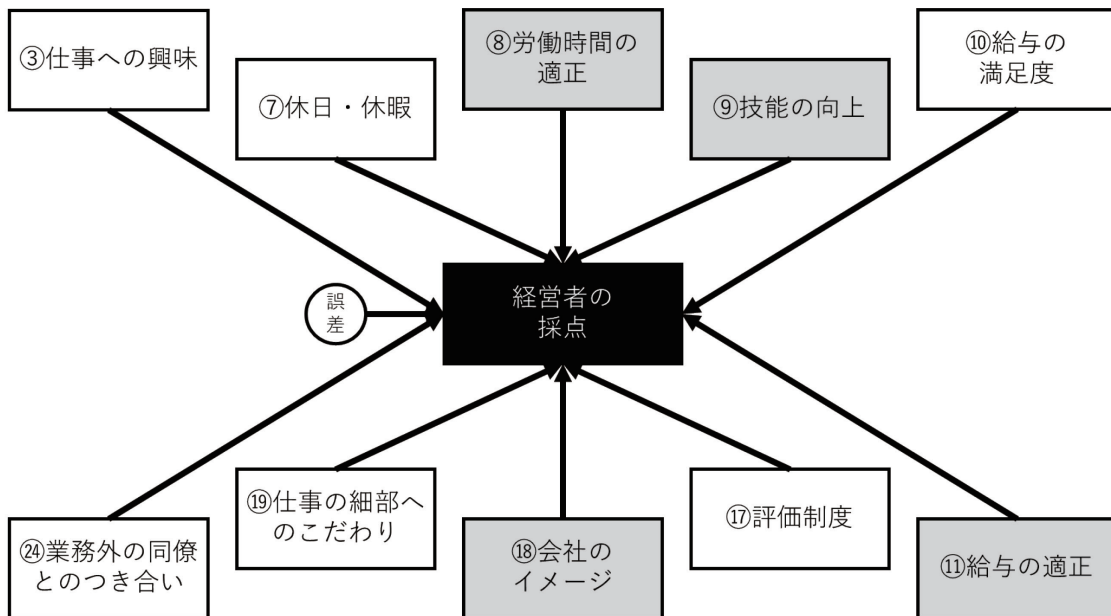 ③仕事への興味
⑧労働時間の
適正
⑩給与の
満足度
⑦休日・休暇
⑨技能の向上
誤
差
経営者の
採点
⑲仕事の細部へ
のこだわり
⑰評価制度
㉔業務外の同僚
とのつき合い
⑱会社の
イメージ
⑪給与の適正